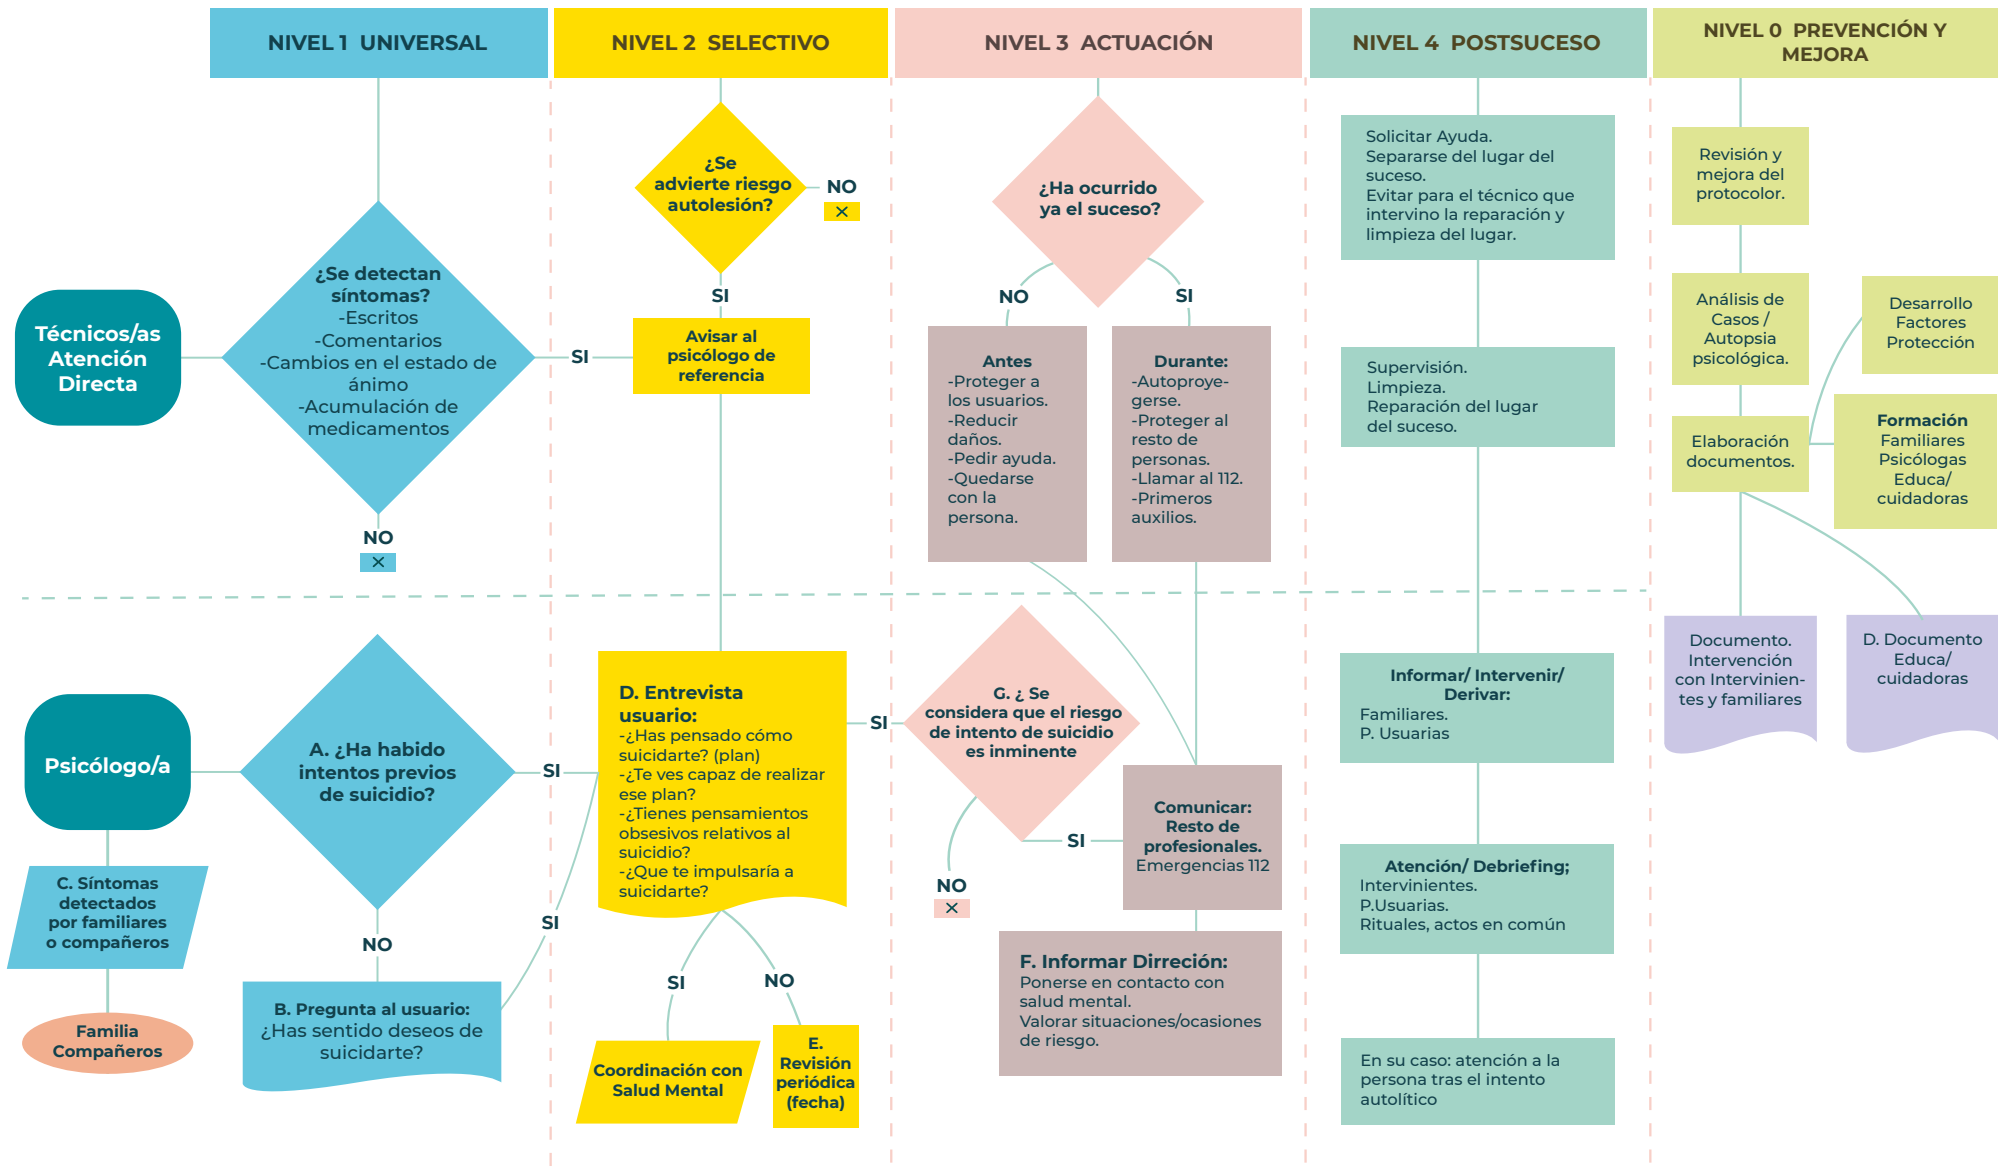 NIVEL 1 UNIVERSAL
NIVEL 2 SELECTIVO
NIVEL 3 ACTUACIÓN
NIVEL 4 POSTSUCESO
NIVEL 0 PREVENCIÓN Y
MEJORA
Técnicos/as
Atención
Directa
¿Se detectan
síntomas?
-Escritos
-Comentarios
-Cambios en el estado de
ánimo
-Acumulación de
medicamentos
NO
×
SI
¿Se
advierte riesgo
autolesión?
NO
×
SI
Avisar al
psicólogo de
referencia
¿Ha ocurrido
ya el suceso?
NO
SI
Antes
-Proteger a
los usuarios.
-Reducir
daños.
-Pedir ayuda.
-Quedarse
con la
persona.
Durante:
-Autoproye-
gerse.
-Proteger al
resto de
personas.
-Llamar al 112.
-Primeros
auxilios.
Solicitar Ayuda.
Separarse del lugar del
suceso.
Evitar para el técnico que
intervino la reparación y
limpieza del lugar.
Supervisión.
Limpieza.
Reparación del lugar
del suceso.
Revisión y
mejora del
protocolor.
Análisis de
Casos /
Autopsia
psicológica.
Elaboración
documentos.
Desarrollo
Factores
Protección
Formación
Familiares
Psicólogas
Educa/
cuidadoras
Psicólogo/a
C. Síntomas
detectados
por familiares
o compañeros
Familia
Compañeros
A. ¿Ha habido
intentos previos
de suicidio?
SI
NO
B. Pregunta al usuario:
¿Has sentido deseos de
suicidarte?
SI
D. Entrevista
usuario:
-¿Has pensado cómo
suicidarte? (plan)
-¿Te ves capaz de realizar
ese plan?
-¿Tienes pensamientos
obsesivos relativos al
suicidio?
-¿Que te impulsaría a
suicidarte?
SI
NO
Coordinación con
Salud Mental
E.
Revisión
periódica
(fecha)
SI
G. ¿ Se
considera que el riesgo
de intento de suicidio
es inminente
NO
×
SI
Comunicar:
Resto de
profesionales.
Emergencias 112
F. Informar Dirreción:
Ponerse en contacto con
salud mental.
Valorar situaciones/ocasiones
de riesgo.
Informar/ Intervenir/
Derivar:
Familiares.
P. Usuarias
Atención/ Debriefing;
Intervinientes.
P.Usuarias.
Rituales, actos en común
En su caso: atención a la
persona tras el intento
autolítico
Documento.
Intervención
con Intervinien-
tes y familiares
D. Documento
Educa/
cuidadoras